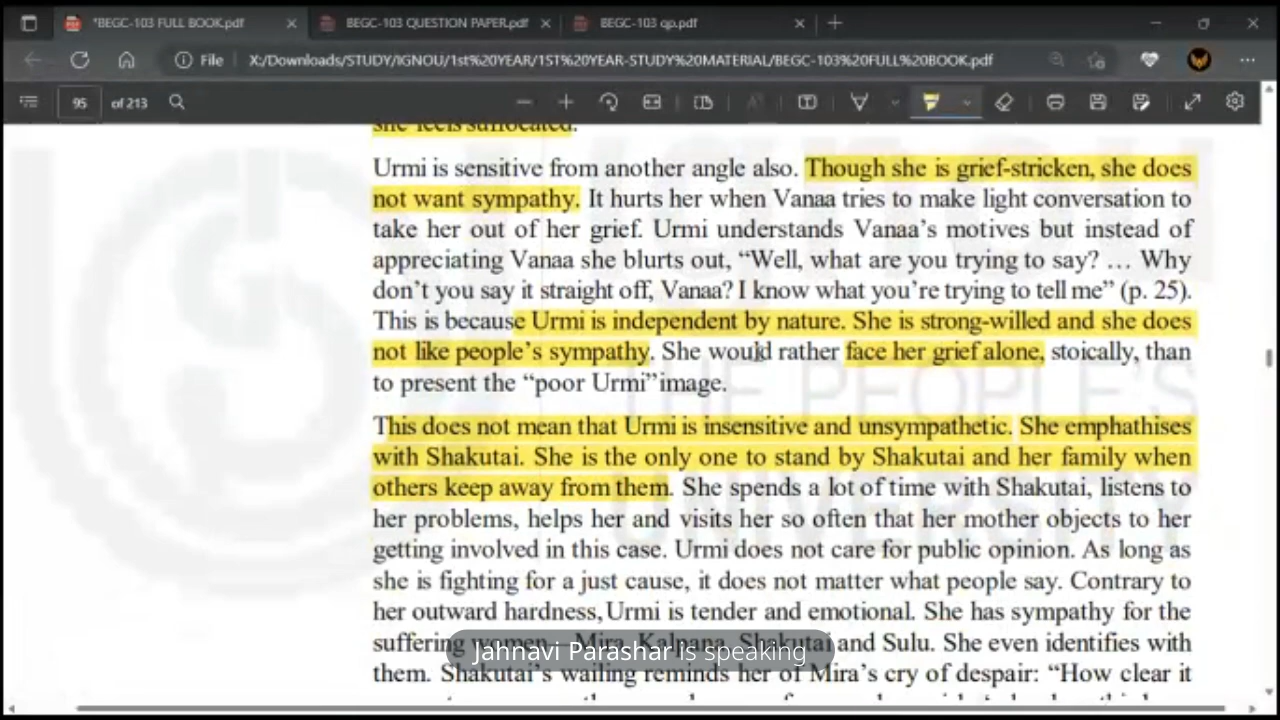 *BEGC-103 FULL BOOK.pdf
BEGC-103 QUESTION PAPER.pdf
BEGC-103 qp.pdf
File
X:/Downloads/STUDY/IGNOU/1st%20YEAR/1ST%20YEAR-STUDY%20MATERIAL/BEGC-103%20FULL%20BOOK.pdf
95 of 213
she feels suffocated.
Urmi is sensitive from another angle also. Though she is grief-stricken, she does
not want sympathy. It hurts her when Vanaa tries to make light conversation to
take her out of her grief. Urmi understands Vanaa's motives but instead of
appreciating Vanaa she blurts out, “Well, what are you trying to say? … Why
don't you say it straight off, Vanaa? I know what you're trying to tell me” (p. 25).
This is because Urmi is independent by nature. She is strong-willed and she does
not like people's sympathy. She would rather face her grief alone, stoically, than
to present the “poor Urmi” image.
This does not mean that Urmi is insensitive and unsympathetic. She emphathises
with Shakutai. She is the only one to stand by Shakutai and her family when
others keep away from them. She spends a lot of time with Shakutai, listens to
her problems, helps her and visits her so often that her mother objects to her
getting involved in this case. Urmi does not care for public opinion. As long as
she is fighting for a just cause, it does not matter what people say. Contrary to
her outward hardness, Urmi is tender and emotional. She has sympathy for the
suffering women – Mira, Kalpana, Shakutai and Sulu. She even identifies with
Jahnavi Parashar is speaking
them. Shakutai's wailing reminds her of Mira's cry of despair: “How clear it
THE PEOPLE'S
UNIVERSITY